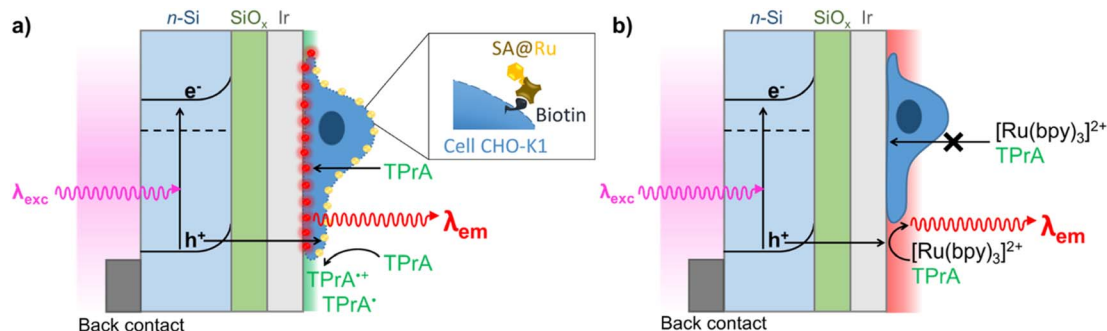 a)
n-Si
SiOₓ
Ir
SA@Ru
Biotin
Cell CHO-K1
e⁻
TPrA
λexc
λem
h⁺
TPrA
TPrA•⁺
TPrA•
Back contact
b)
n-Si
SiOₓ
Ir
e⁻
[Ru(bpy)₃]²⁺
TPrA
λexc
λem
h⁺
[Ru(bpy)₃]²⁺
TPrA
Back contact